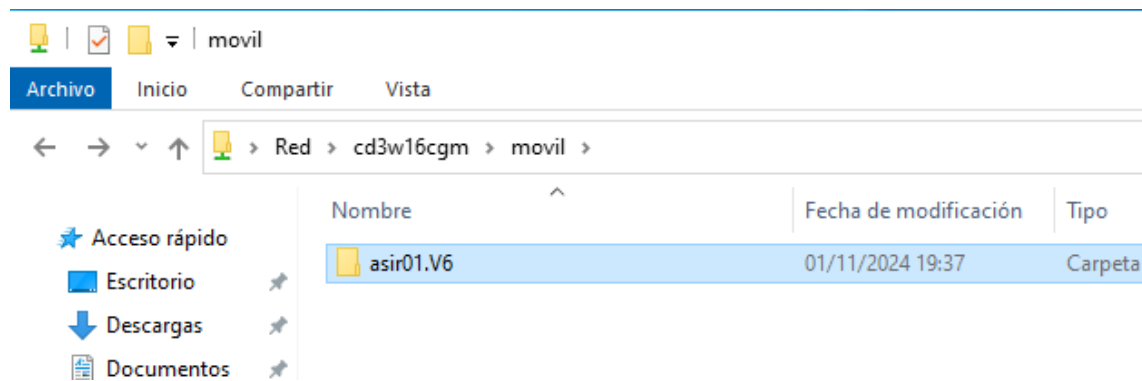 movil
Archivo Inicio Compartir Vista
Red > cd3w16cgm > movil >
Nombre Fecha de modificación Tipo
Acceso rápido
asir01.V6 01/11/2024 19:37 Carpeta
Escritorio
Descargas
Documentos